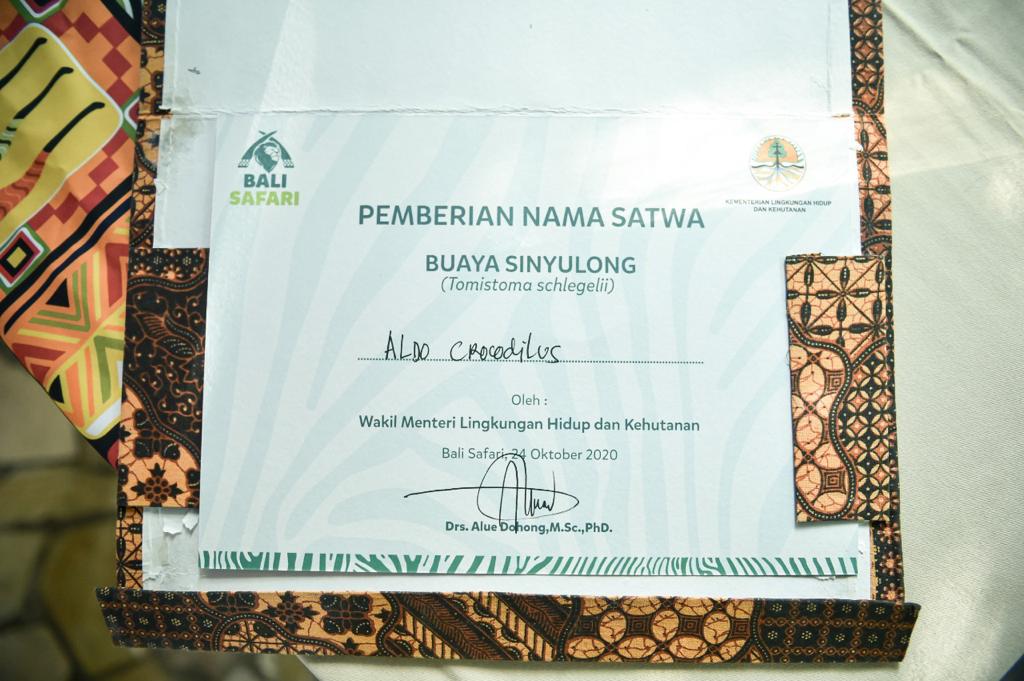 BALI
SAFARI
KEMENTERIAN LINGKUNGAN HIDUP
DAN KEHUTANAN
PEMBERIAN NAMA SATWA
BUAYA SINYULONG
(Tomistoma schlegelii)
ALDO CROCODILUS
Oleh :
Wakil Menteri Lingkungan Hidup dan Kehutanan
Bali Safari, 24 Oktober 2020
Drs. Alue Dohong,M.Sc.,PhD.